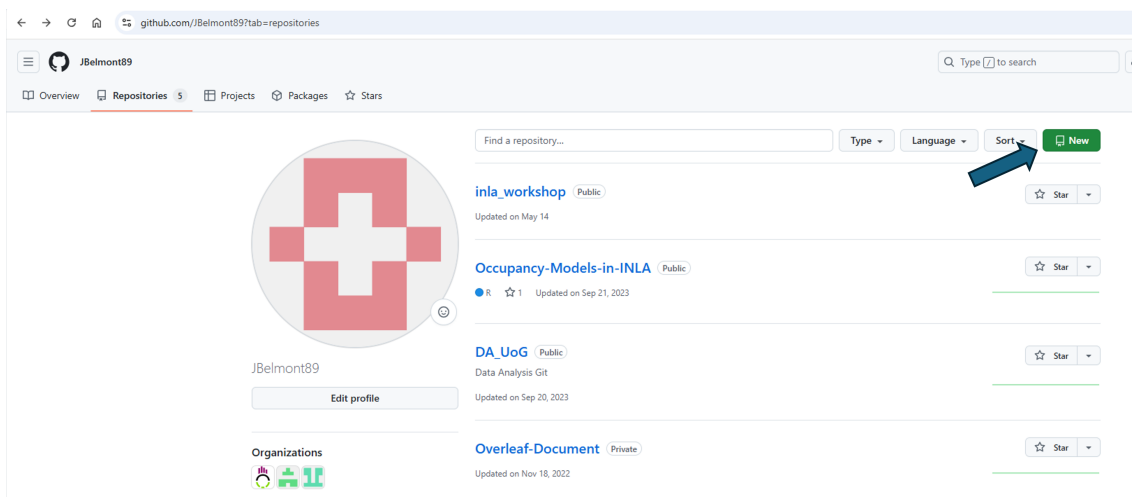 github.com/JBelmont89?tab=repositories
JBelmont89
Type / to search
Overview Repositories 5 Projects Packages Stars
Find a repository... Type Language Sort New
inla_workshop Public Star
Updated on May 14
Occupancy-Models-in-INLA Public Star
R 1 Updated on Sep 21, 2023
DA_UoG Public Star
JBelmont89
Data Analysis Git
Edit profile
Updated on Sep 20, 2023
Organizations
Overleaf-Document Private Star
Updated on Nov 18, 2022